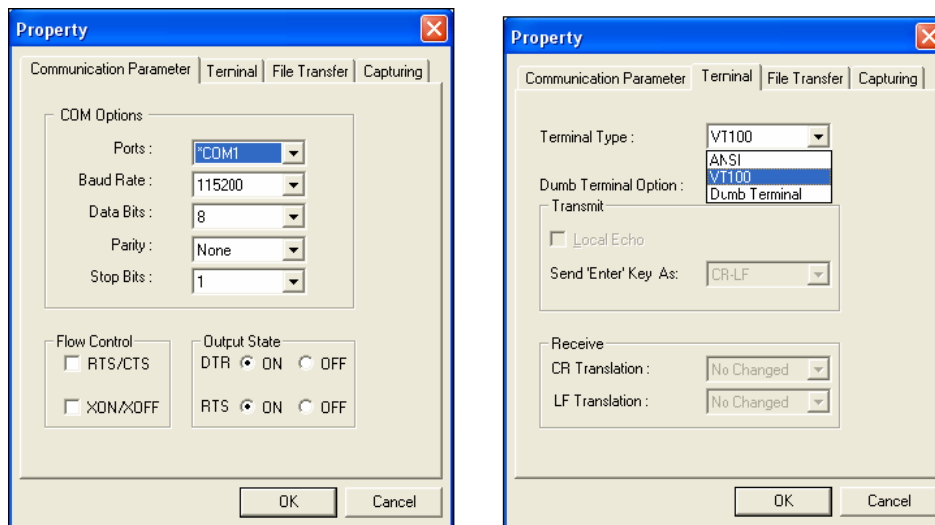 Property
Communication Parameter Terninal File Transfer Capturing
COM Options
Ports : *COM1
Baud Rate : 115200
Data Bits : 8
Parity : None
Stop Bits : 1
Flow Control
RTS/CTS
XON/XOFF
Output State
DTR ON OFF
RTS ON OFF
OK Cancel
Property
Communication Parameter Terminal File Transfer Capturing
Terminal Type : VT100
ANSI
VT100
Dumb Terminal
Dumb Terminal Option :
Transmit
Local Echo
Send 'Enter' Key As: CR-LF
Receive
CR Translation : No Changed
LF Translation : No Changed
OK Cancel